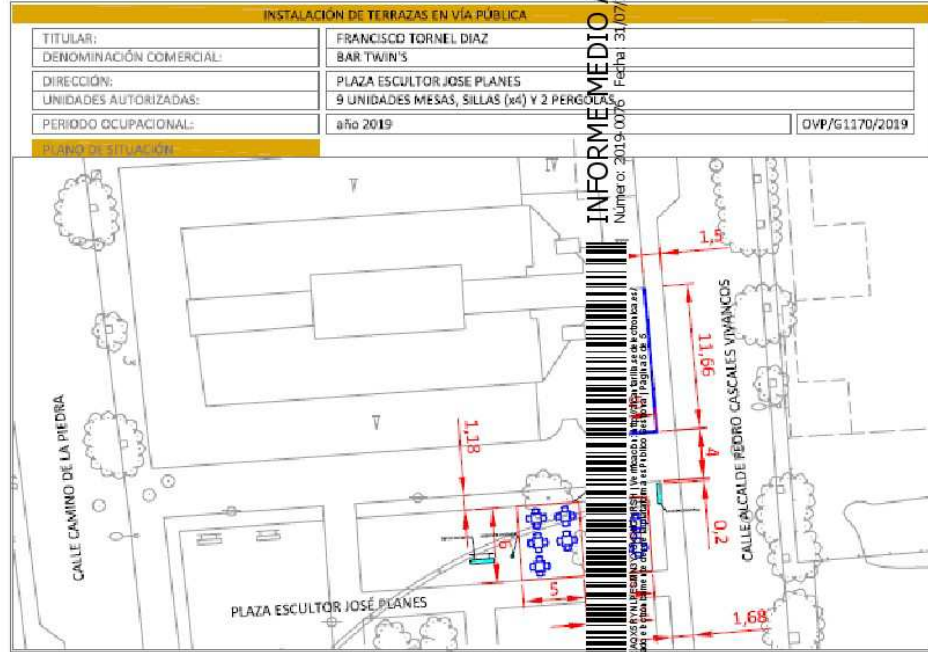 INSTALACIÓN DE TERRAZAS EN VÍA PÚBLICA
TITULAR: FRANCISCO TORNEL DIAZ
DENOMINACIÓN COMERCIAL: BAR TWIN'S
DIRECCIÓN: PLAZA ESCULTOR JOSE PLANES
UNIDADES AUTORIZADAS: 9 UNIDADES MESAS, SILLAS (x4) Y 2 PERGOLAS
PERIODO OCUPACIONAL: año 2019 OVP/G1170/2019
PLANO DE SITUACIÓN
INFORME MEDIO
Número: 2019-0076 Fecha: 31/07/
1,5
11,66
4
0,2
1,68
1,18
6
5
3
CALLE CAMINO DE LA PIEDRA
PLAZA ESCULTOR JOSÉ PLANES
CALLE ALCALDE PEDRO CASCALES VIVANCOS